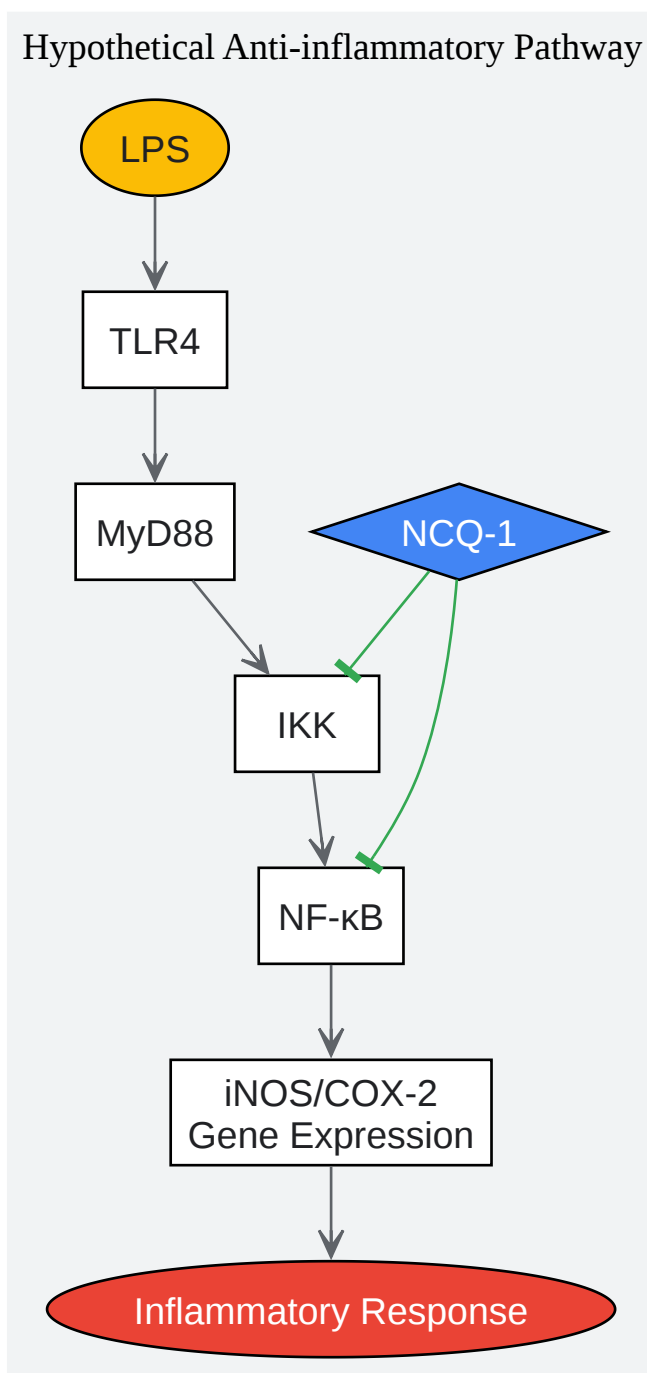 Hypothetical Anti-inflammatory Pathway
LPS
TLR4
MyD88
NCQ-1
IKK
NF-κB
iNOS/COX-2
Gene Expression
Inflammatory Response